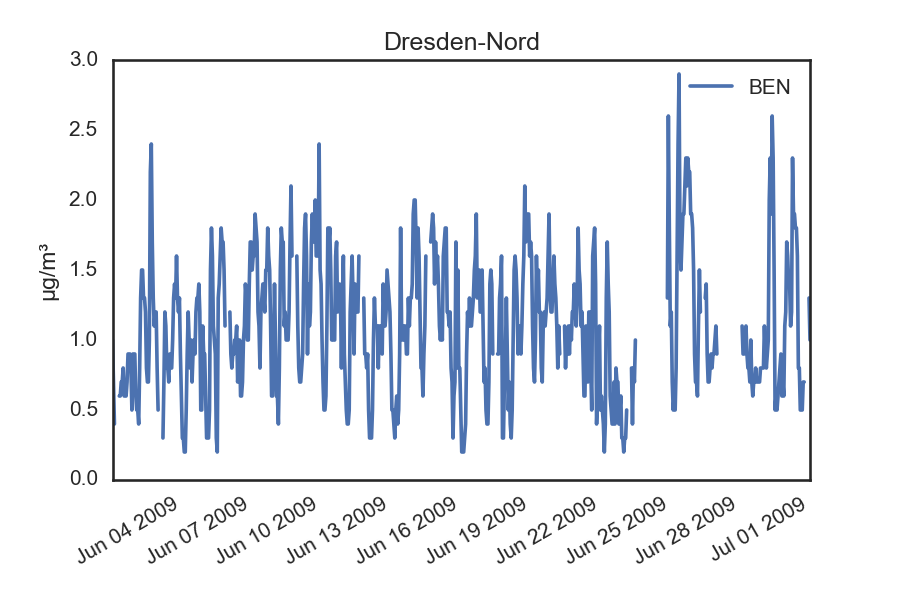 Dresden-Nord
BEN
µg/m³
3.0
2.5
2.0
1.5
1.0
0.5
0.0
Jun 04 2009
Jun 07 2009
Jun 10 2009
Jun 13 2009
Jun 16 2009
Jun 19 2009
Jun 22 2009
Jun 25 2009
Jun 28 2009
Jul 01 2009